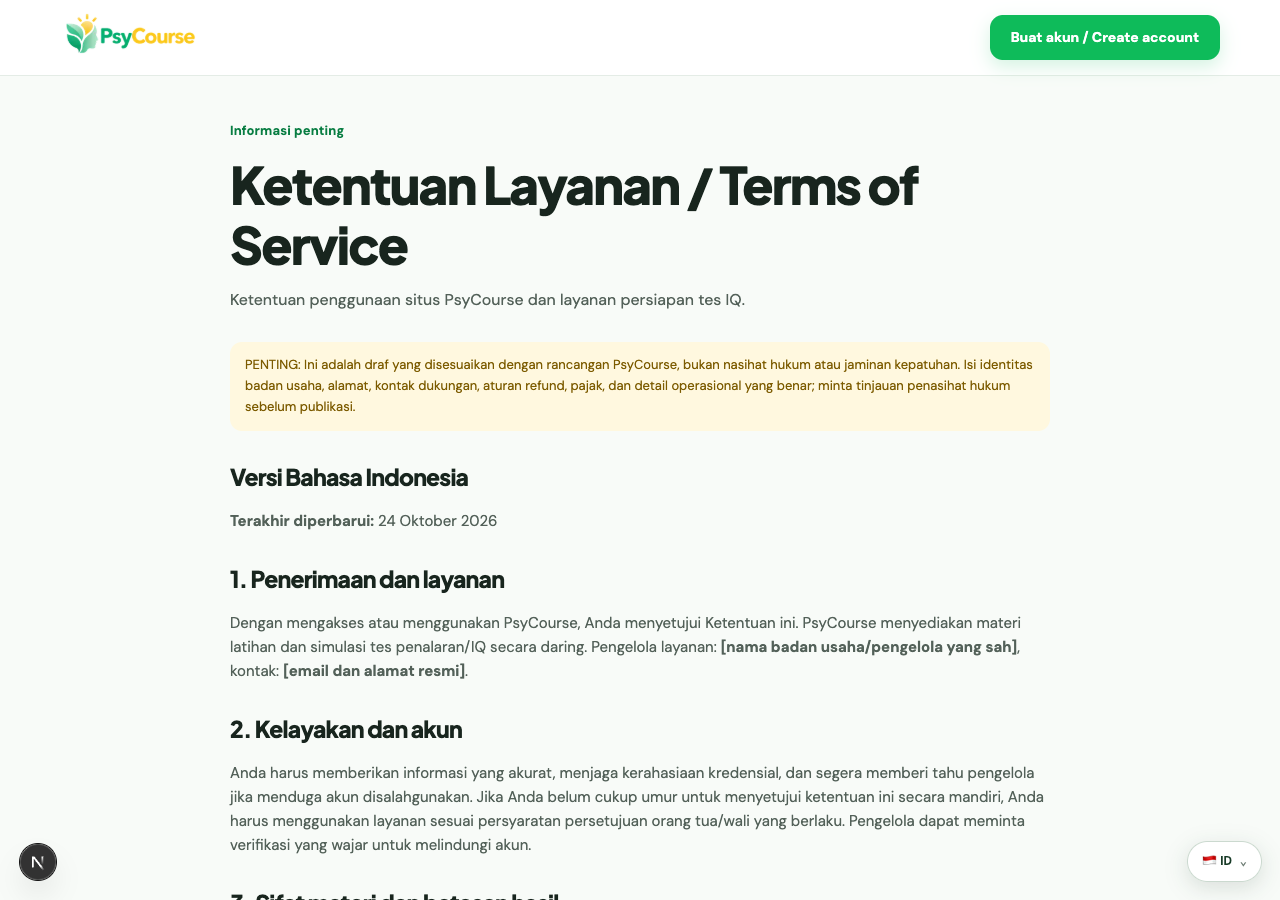 PsyCourse
Buat akun / Create account
Informasi penting
Ketentuan Layanan / Terms of
Service
Ketentuan penggunaan situs PsyCourse dan layanan persiapan tes IQ.
PENTING: Ini adalah draf yang disesuaikan dengan rancangan PsyCourse, bukan nasihat hukum atau jaminan kepatuhan. Isi identitas
badan usaha, alamat, kontak dukungan, aturan refund, pajak, dan detail operasional yang benar; minta tinjauan penasihat hukum
sebelum publikasi.
Versi Bahasa Indonesia
Terakhir diperbarui: 24 Oktober 2026
1. Penerimaan dan layanan
Dengan mengakses atau menggunakan PsyCourse, Anda menyetujui Ketentuan ini. PsyCourse menyediakan materi
latihan dan simulasi tes penalaran/IQ secara daring. Pengelola layanan: [nama badan usaha/pengelola yang sah],
kontak: [email dan alamat resmi].
2. Kelayakan dan akun
Anda harus memberikan informasi yang akurat, menjaga kerahasiaan kredensial, dan segera memberi tahu pengelola
jika menduga akun disalahgunakan. Jika Anda belum cukup umur untuk menyetujui ketentuan ini secara mandiri, Anda
harus menggunakan layanan sesuai persyaratan persetujuan orang tua/wali yang berlaku. Pengelola dapat meminta
verifikasi yang wajar untuk melindungi akun.
3. Sifat materi dan batasan hasil
N
ID